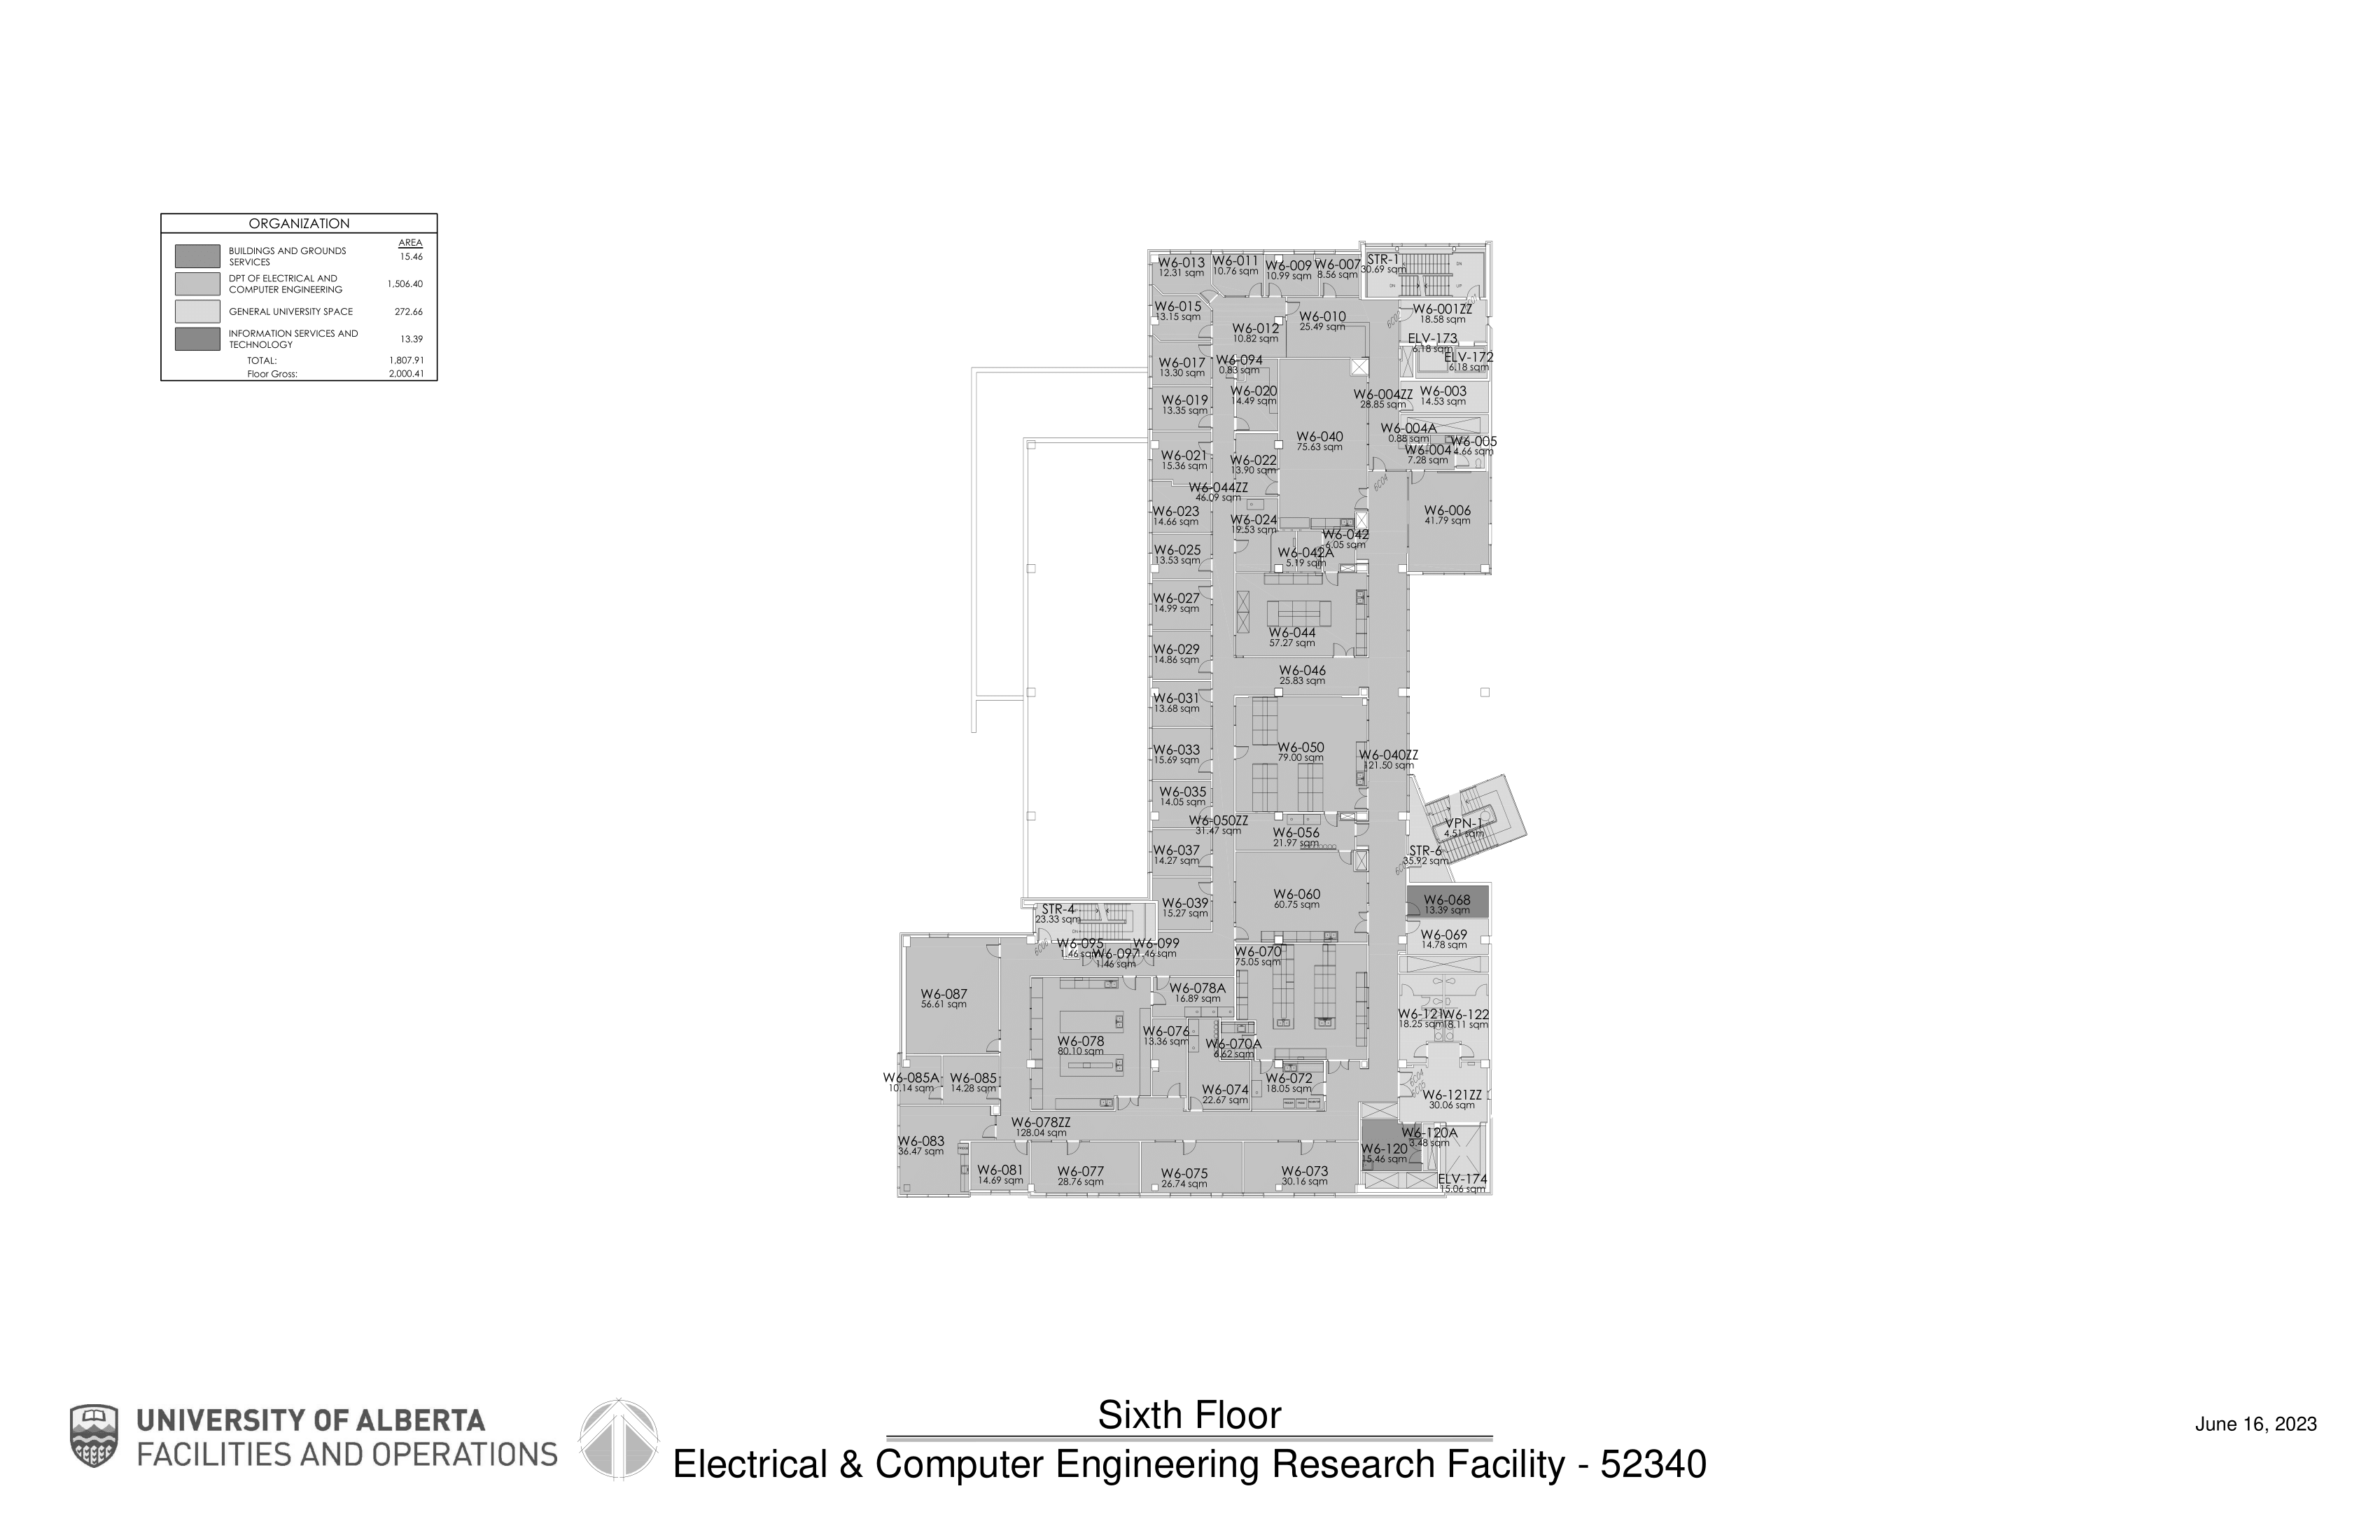 ORGANIZATION
AREA
BUILDINGS AND GROUNDS SERVICES 15.46
DPT OF ELECTRICAL AND COMPUTER ENGINEERING 1,506.40
GENERAL UNIVERSITY SPACE 272.66
INFORMATION SERVICES AND TECHNOLOGY 13.39
TOTAL: 1,807.91
Floor Gross: 2,000.41
W6-013
12.31 sqm
W6-011
10.76 sqm
W6-009
10.99 sqm
W6-007
8.56 sqm
STR-1
30.69 sqm
DN
DN
UP
W6-015
13.15 sqm
W6-012
10.82 sqm
W6-010
25.49 sqm
W6-001ZZ
18.58 sqm
ELV-173
6.18 sqm
ELV-172
6.18 sqm
W6-017
13.30 sqm
W6-094
0.83 sqm
W6-019
13.35 sqm
W6-020
14.49 sqm
W6-004ZZ
28.85 sqm
W6-003
14.53 sqm
W6-040
75.63 sqm
W6-004A
0.88 sqm
W6-005
4.66 sqm
W6-004
7.28 sqm
W6-021
15.36 sqm
W6-022
13.90 sqm
W6-044ZZ
46.09 sqm
6C04
W6-023
14.66 sqm
W6-024
19.53 sqm
W6-006
41.79 sqm
W6-042
6.05 sqm
W6-025
13.53 sqm
W6-042A
5.19 sqm
W6-027
14.99 sqm
W6-044
57.27 sqm
W6-029
14.86 sqm
W6-046
25.83 sqm
W6-031
13.68 sqm
W6-033
15.69 sqm
W6-050
79.00 sqm
W6-040ZZ
121.50 sqm
W6-035
14.05 sqm
W6-050ZZ
31.47 sqm
W6-056
21.97 sqm
VPN-1
4.51 sqm
STR-6
35.92 sqm
W6-037
14.27 sqm
W6-060
60.75 sqm
W6-068
13.39 sqm
W6-039
15.27 sqm
STR-4
23.33 sqm
DN
W6-069
14.78 sqm
W6-095
1.46 sqm
W6-097
1.46 sqm
W6-099
1.46 sqm
W6-070
75.05 sqm
W6-087
56.61 sqm
W6-078A
16.89 sqm
W6-121
18.25 sqm
W6-122
18.11 sqm
W6-078
80.10 sqm
W6-076
13.36 sqm
W6-070A
6.62 sqm
W6-085A
10.14 sqm
W6-085
14.28 sqm
W6-074
22.67 sqm
W6-072
18.05 sqm
W6-121ZZ
30.06 sqm
W6-078ZZ
128.04 sqm
W6-083
36.47 sqm
W6-120A
3.48 sqm
W6-120
15.46 sqm
W6-081
14.69 sqm
W6-077
28.76 sqm
W6-075
26.74 sqm
W6-073
30.16 sqm
ELV-174
15.06 sqm
UNIVERSITY OF ALBERTA
FACILITIES AND OPERATIONS
Sixth Floor
Electrical & Computer Engineering Research Facility - 52340
June 16, 2023